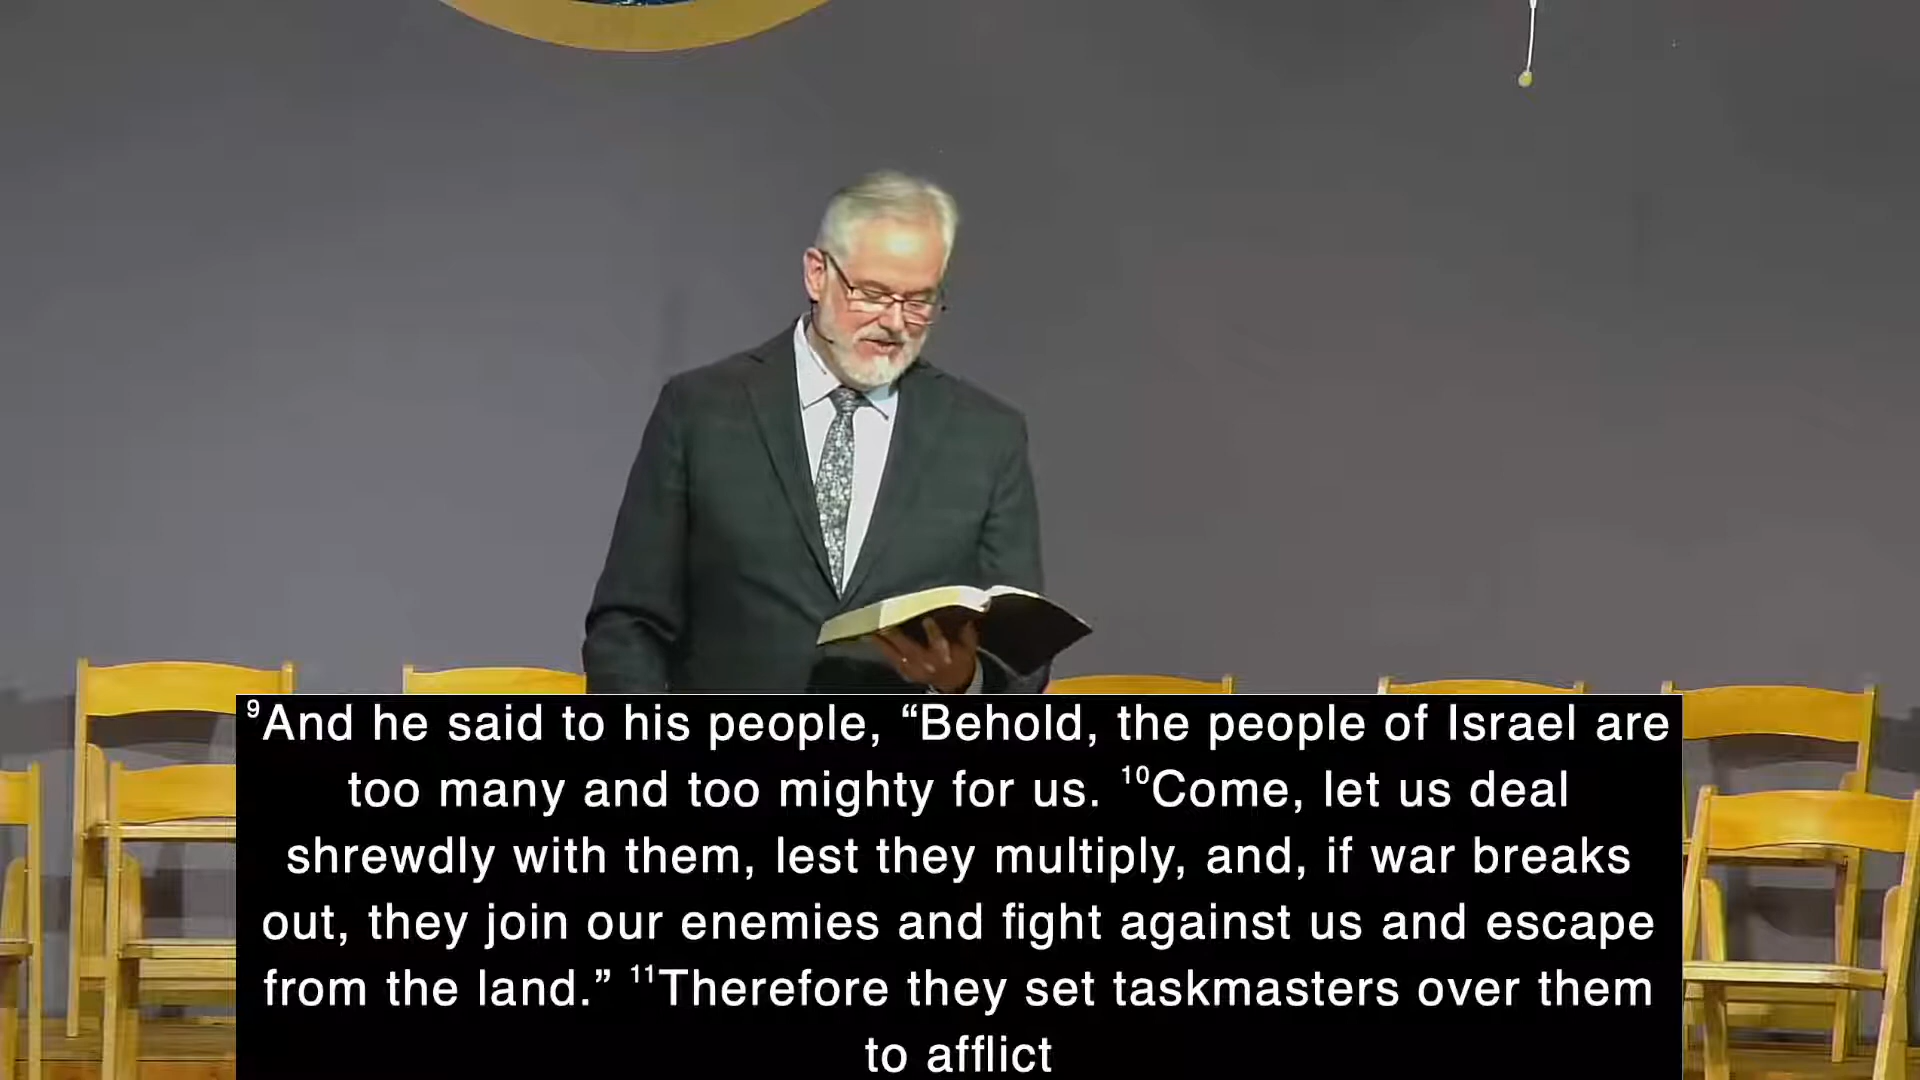 ⁹And he said to his people, “Behold, the people of Israel are
too many and too mighty for us. ¹⁰Come, let us deal
shrewdly with them, lest they multiply, and, if war breaks
out, they join our enemies and fight against us and escape
from the land.” ¹¹Therefore they set taskmasters over them
to afflict